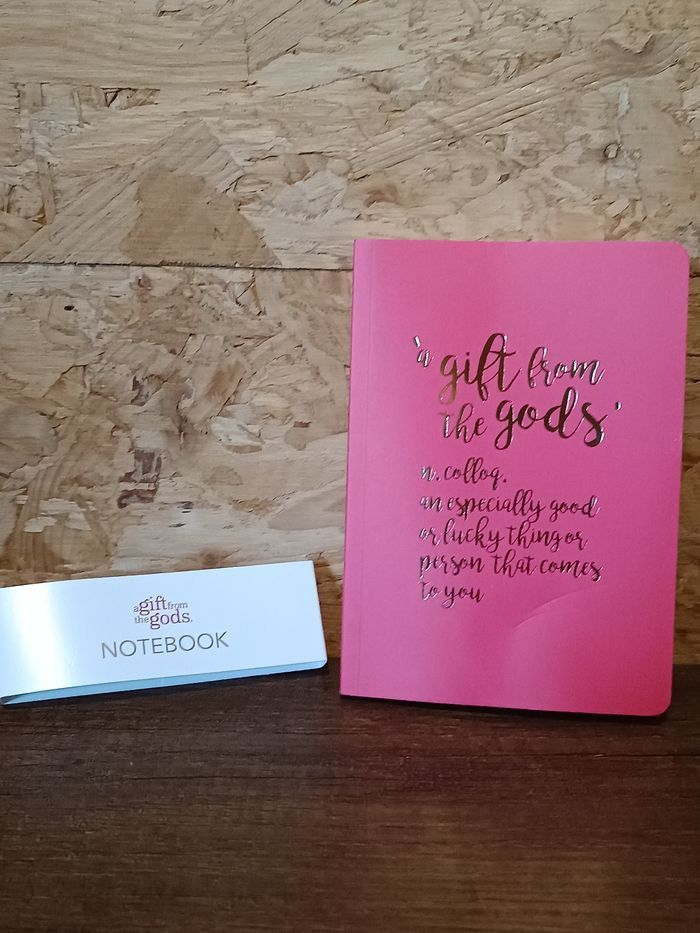 a gift from
the gods.
NOTEBOOK
'a gift from
the gods'
n. colloq.
an especially good
or lucky thing or
person that comes
to you